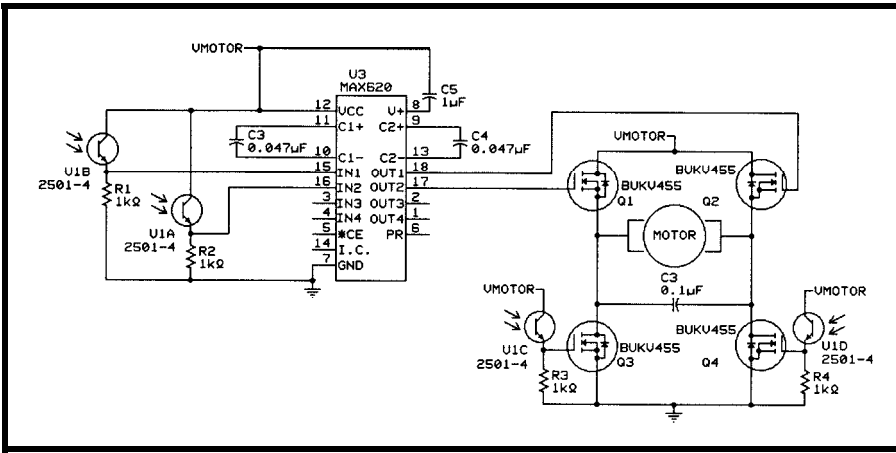 VMOTOR
U3
MAX620
C5
1µF
12 VCC V+ 8
11 C1+ C2+ 9
C3
0.047µF
C4
0.047µF
10 C1- C2- 13
15 IN1 OUT1 18
16 IN2 OUT2 17
3 IN3 OUT3 2
4 IN4 OUT4 1
5 *CE PR 6
14 I.C.
7 GND
U1B
2501-4
R1
1kΩ
U1A
2501-4
R2
1kΩ
VMOTOR
BUKV455
Q1
BUKV455
Q2
MOTOR
C3
0.1µF
VMOTOR
U1C
2501-4
R3
1kΩ
BUKV455
Q3
BUKV455
Q4
VMOTOR
U1D
2501-4
R4
1kΩ